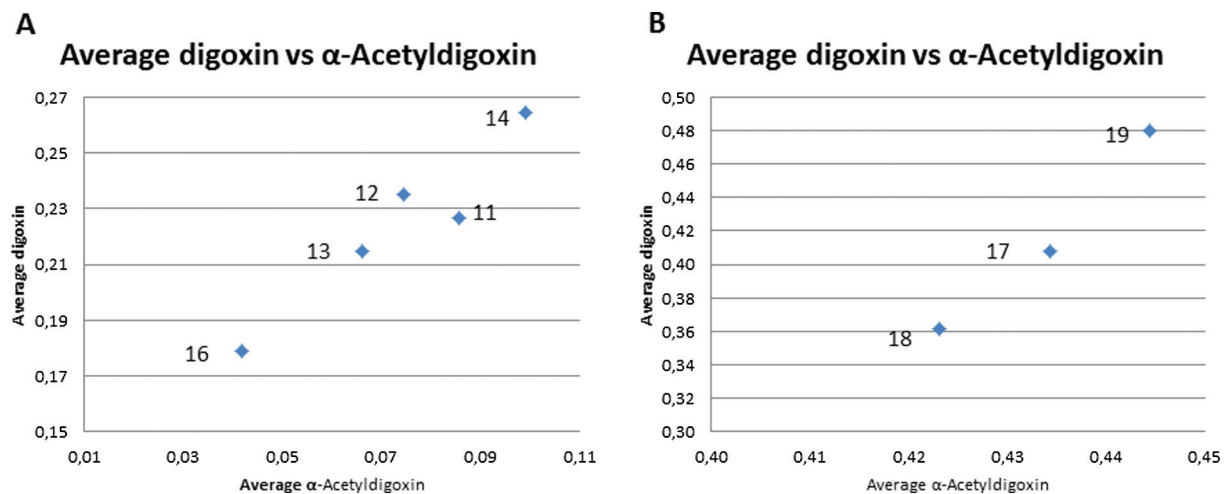 A
Average digoxin vs α-Acetyldigoxin
0,27
0,25
0,23
0,21
0,19
0,17
0,15
Average digoxin
14
12
11
13
16
0,01 0,03 0,05 0,07 0,09 0,11
Average α-Acetyldigoxin
B
Average digoxin vs α-Acetyldigoxin
0,50
0,48
0,46
0,44
0,42
0,40
0,38
0,36
0,34
0,32
0,30
Average digoxin
19
17
18
0,40 0,41 0,42 0,43 0,44 0,45
Average α-Acetyldigoxin